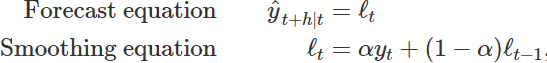 Forecast equation ŷ_{t+h|t} = ℓ_t
Smoothing equation ℓ_t = αy_t + (1 − α)ℓ_{t−1},